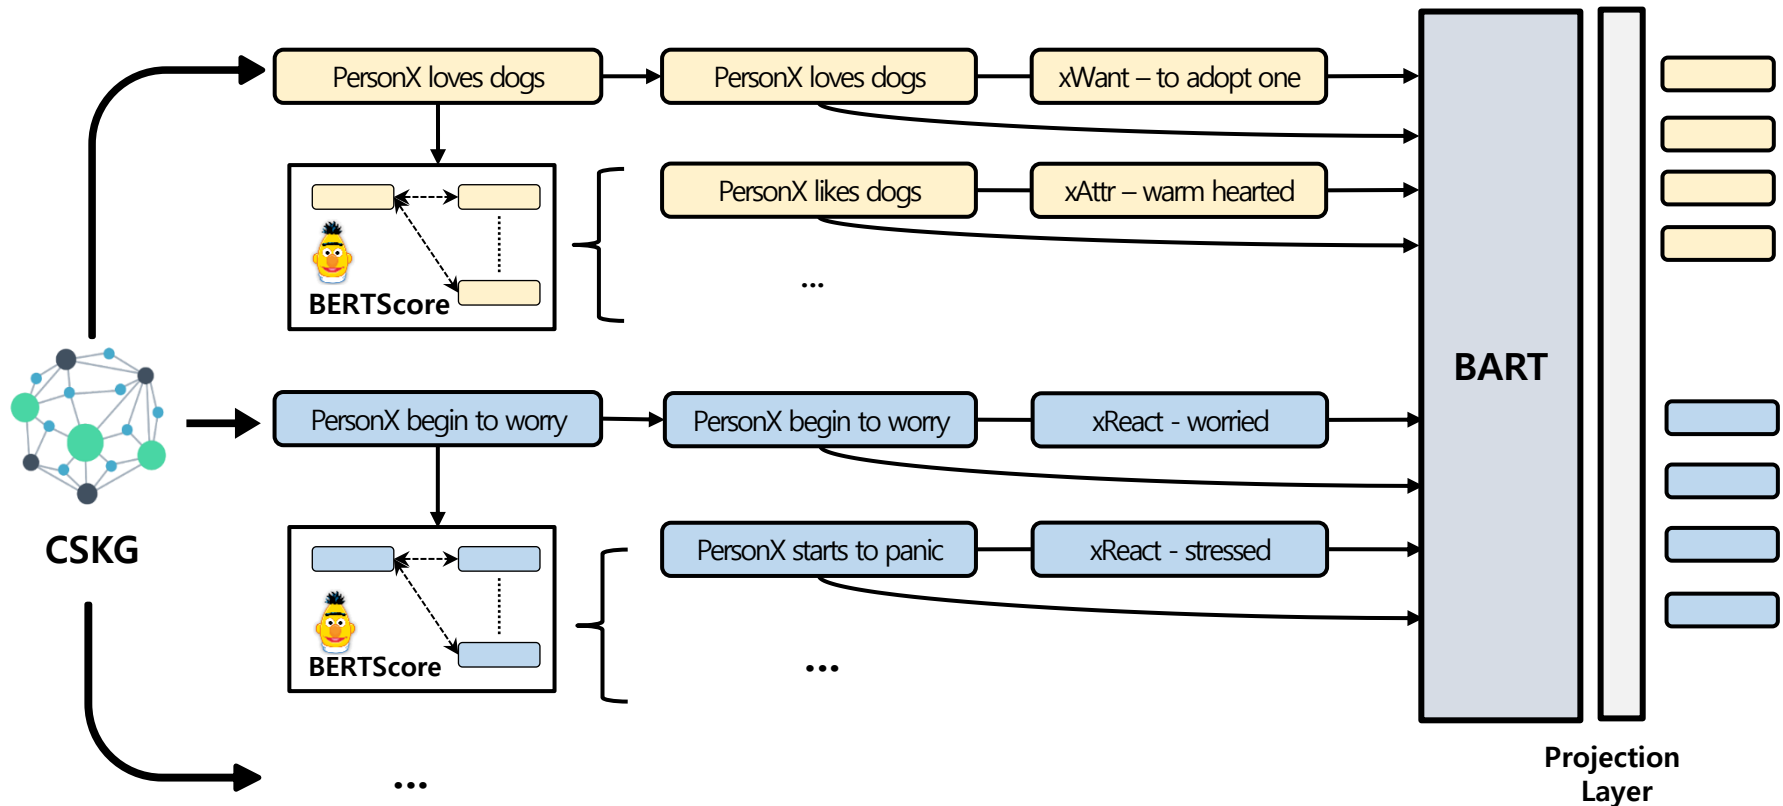 PersonX loves dogs
PersonX loves dogs
xWant – to adopt one
PersonX likes dogs
xAttr – warm hearted
BERTScore
...
BART
PersonX begin to worry
PersonX begin to worry
xReact - worried
CSKG
PersonX starts to panic
xReact - stressed
BERTScore
...
Projection
Layer
...